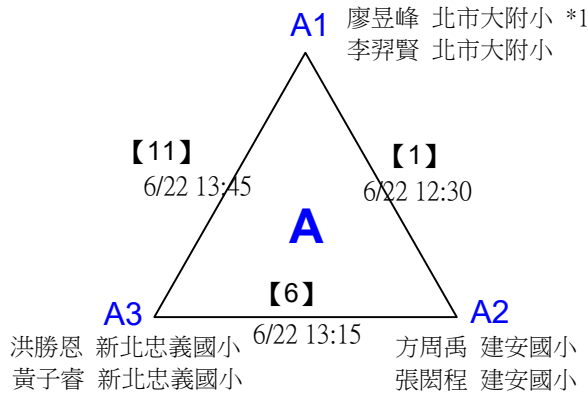 A1 廖昱峰 北市大附小 *1
李羿賢 北市大附小
【11】
6/22 13:45
【1】
6/22 12:30
A
【6】
6/22 13:15
A3
洪勝恩 新北忠義國小
黃子睿 新北忠義國小
A2
方周禹 建安國小
張閎程 建安國小